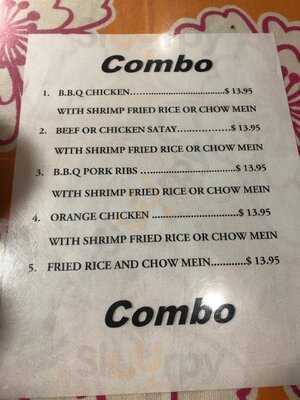 Combo
1. B.B.Q CHICKEN..............................$ 13.95
WITH SHRIMP FRIED RICE OR CHOW MEIN
2. BEEF OR CHICKEN SATAY..................$ 13.95
WITH SHRIMP FRIED RICE OR CHOW MEIN
3. B.B.Q PORK RIBS ..............................$ 13.95
WITH SHRIMP FRIED RICE OR CHOW MEIN
4. ORANGE CHICKEN ...........................$ 13.95
WITH SHRIMP FRIED RICE OR CHOW MEIN
5. FRIED RICE AND CHOW MEIN............$ 13.95
Combo